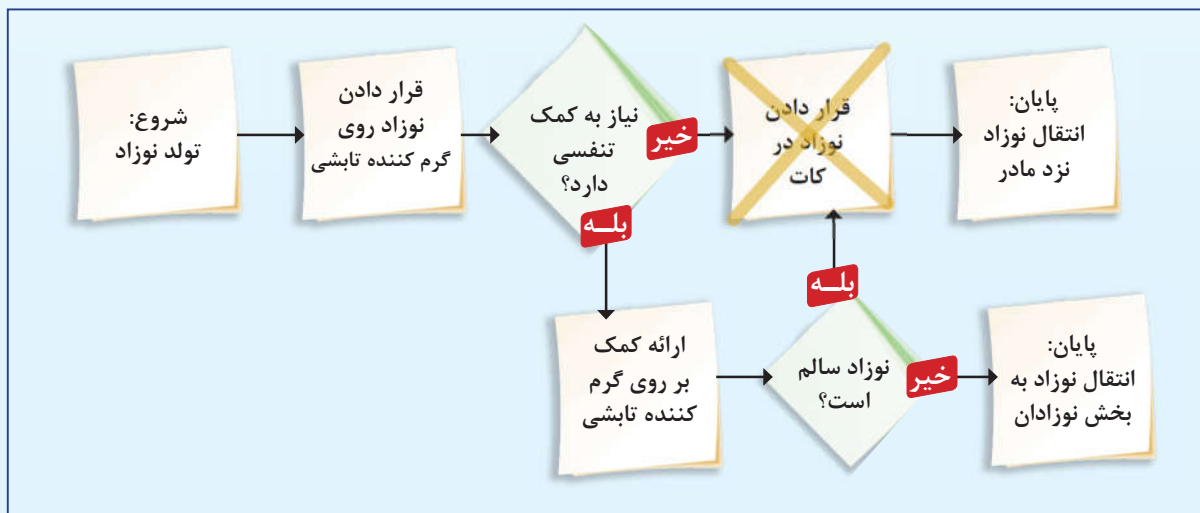 شروع:
تولد نوزاد
قرار دادن
نوزاد روی
گرم کننده تابشی
نیاز به کمک
تنفسی
دارد؟
خیر
بلــه
قرار دادن
نوزاد در
کات
پایان:
انتقال نوزاد
نزد مادر
ارائه کمک
بر روی گرم
کننده تابشی
نوزاد سالم
است؟
بلــه
خیر
پایان:
انتقال نوزاد به
بخش نوزادان